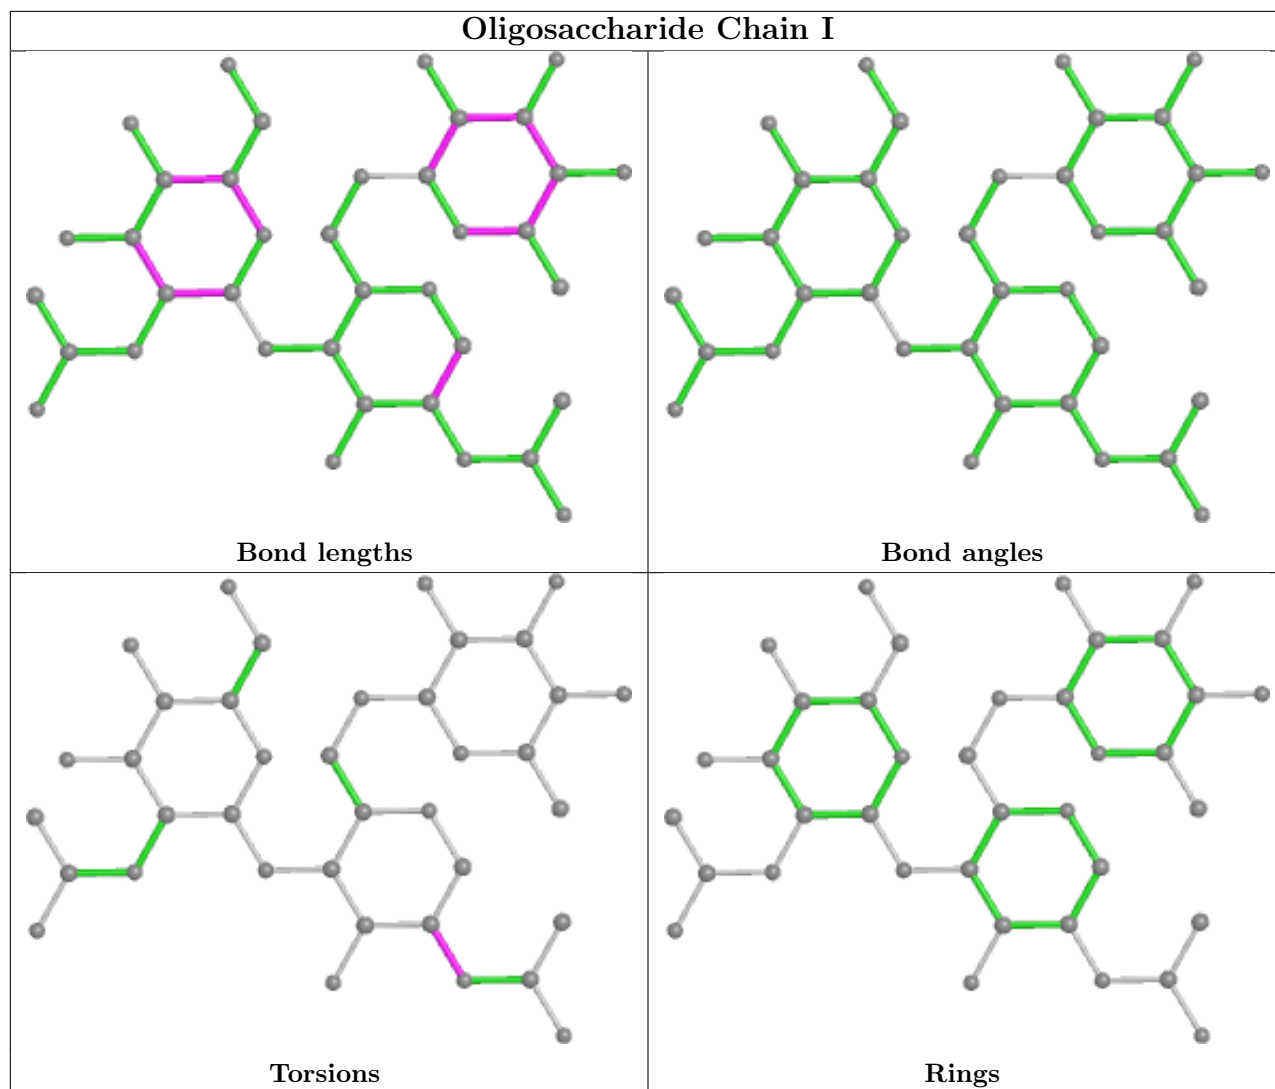 Oligosaccharide Chain I
Bond lengths
Bond angles
Torsions
Rings